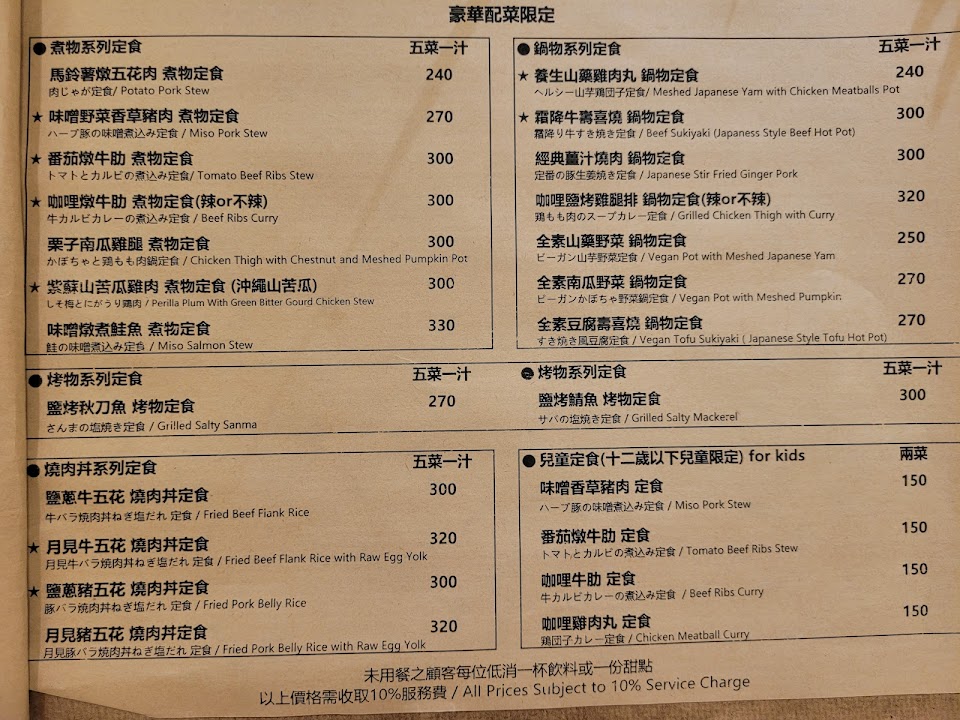 豪華配菜限定
● 煮物系列定食 五菜一汁
馬鈴薯燉五花肉 煮物定食 240
肉じゃが定食/ Potato Pork Stew
★ 味噌野菜香草豬肉 煮物定食 270
ハーブ豚の味噌煮込み定食 / Miso Pork Stew
★ 番茄燉牛肋 煮物定食 300
トマトとカルビの煮込み定食/ Tomato Beef Ribs Stew
★ 咖哩燉牛肋 煮物定食(辣or不辣) 300
牛カルビカレーの煮込み定食 / Beef Ribs Curry
栗子南瓜雞腿 煮物定食 300
かぼちゃと鶏もも肉鍋定食 / Chicken Thigh with Chestnut and Meshed Pumpkin Pot
★ 紫蘇山苦瓜雞肉 煮物定食 (沖繩山苦瓜) 300
しそ梅とにがうり鶏肉 / Perilla Plum With Green Bitter Gourd Chicken Stew
味噌燉煮鮭魚 煮物定食 330
鮭の味噌煮込み定食 / Miso Salmon Stew
● 鍋物系列定食 五菜一汁
★ 養生山藥雞肉丸 鍋物定食 240
ヘルシー山芋鶏団子定食/ Meshed Japanese Yam with Chicken Meatballs Pot
★ 霜降牛壽喜燒 鍋物定食 300
霜降り牛すき焼き定食 / Beef Sukiyaki (Japaness Style Beef Hot Pot)
經典薑汁燒肉 鍋物定食 300
定番の豚生姜焼き定食 / Japanese Stir Fried Ginger Pork
咖哩鹽烤雞腿排 鍋物定食(辣or不辣) 320
鶏もも肉のスープカレー定食 / Grilled Chicken Thigh with Curry
全素山藥野菜 鍋物定食 250
ビーガン山芋野菜定食 / Vegan Pot with Meshed Japanese Yam
全素南瓜野菜 鍋物定食 270
ビーガンかぼちゃ野菜鍋定食 / Vegan Pot with Meshed Pumpkin
全素豆腐壽喜燒 鍋物定食 270
すき焼き風豆腐定食 / Vegan Tofu Sukiyaki ( Japanese Style Tofu Hot Pot)
● 烤物系列定食 五菜一汁
鹽烤秋刀魚 烤物定食 270
さんまの塩焼き定食 / Grilled Salty Sanma
● 烤物系列定食 五菜一汁
鹽烤鯖魚 烤物定食 300
サバの塩焼き定食 / Grilled Salty Mackerel
● 燒肉丼系列定食 五菜一汁
鹽蔥牛五花 燒肉丼定食 300
牛バラ焼肉丼ねぎ塩だれ 定食 / Fried Beef Flank Rice
★ 月見牛五花 燒肉丼定食 320
月見牛バラ焼肉丼ねぎ塩だれ 定食 / Fried Beef Flank Rice with Raw Egg Yolk
★ 鹽蔥豬五花 燒肉丼定食 300
豚バラ焼肉丼ねぎ塩だれ 定食 / Fried Pork Belly Rice
月見豬五花 燒肉丼定食 320
月見豚バラ焼肉丼ねぎ塩だれ 定食 / Fried Pork Belly Rice with Raw Egg Yolk
● 兒童定食(十二歲以下兒童限定) for kids 兩菜
味噌香草豬肉 定食 150
ハーブ豚の味噌煮込み定食 / Miso Pork Stew
番茄燉牛肋 定食 150
トマトとカルビの煮込み定食 / Tomato Beef Ribs Stew
咖哩牛肋 定食 150
牛カルビカレーの煮込み定食 / Beef Ribs Curry
咖哩雞肉丸 定食 150
鶏団子カレー定食 / Chicken Meatball Curry
未用餐之顧客每位低消一杯飲料或一份甜點
以上價格需收取10%服務費 / All Prices Subject to 10% Service Charge